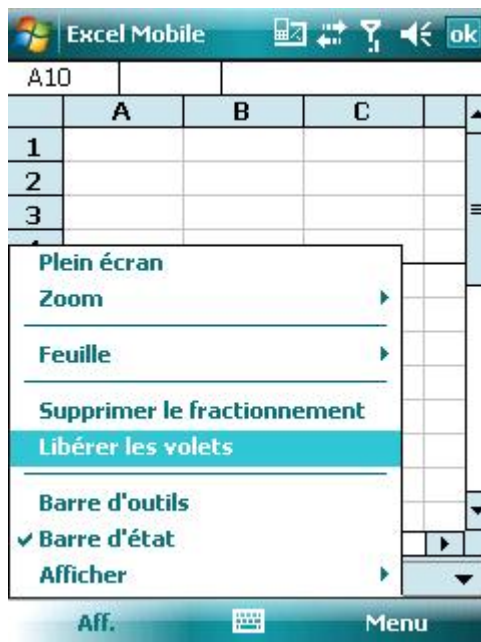 Excel Mobile ok
A10
A B C
1
2
3
Plein écran
Zoom
Feuille
Supprimer le fractionnement
Libérer les volets
Barre d'outils
Barre d'état
Afficher
Aff. Menu